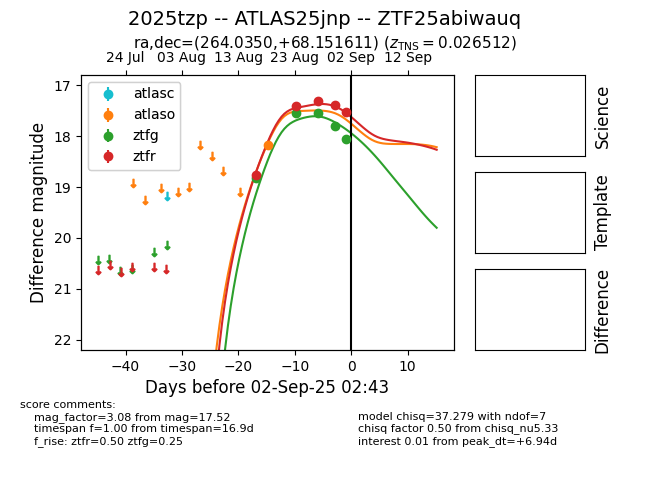 2025tzp -- ATLAS25jnp -- ZTF25abiwauq
ra,dec=(264.0350,+68.151611) (zTNS = 0.026512)
24 Jul 03 Aug 13 Aug 23 Aug 02 Sep 12 Sep
17
18
19
20
21
22
Difference magnitude
atlasc
atlaso
ztfg
ztfr
−40
−30
−20
−10
0
10
Days before 02-Sep-25 02:43
Science
Template
Difference
score comments:
mag_factor=3.08 from mag=17.52
timespan f=1.00 from timespan=16.9d
f_rise: ztfr=0.50 ztfg=0.25
model chisq=37.279 with ndof=7
chisq factor 0.50 from chisq_nu5.33
interest 0.01 from peak_dt=+6.94d